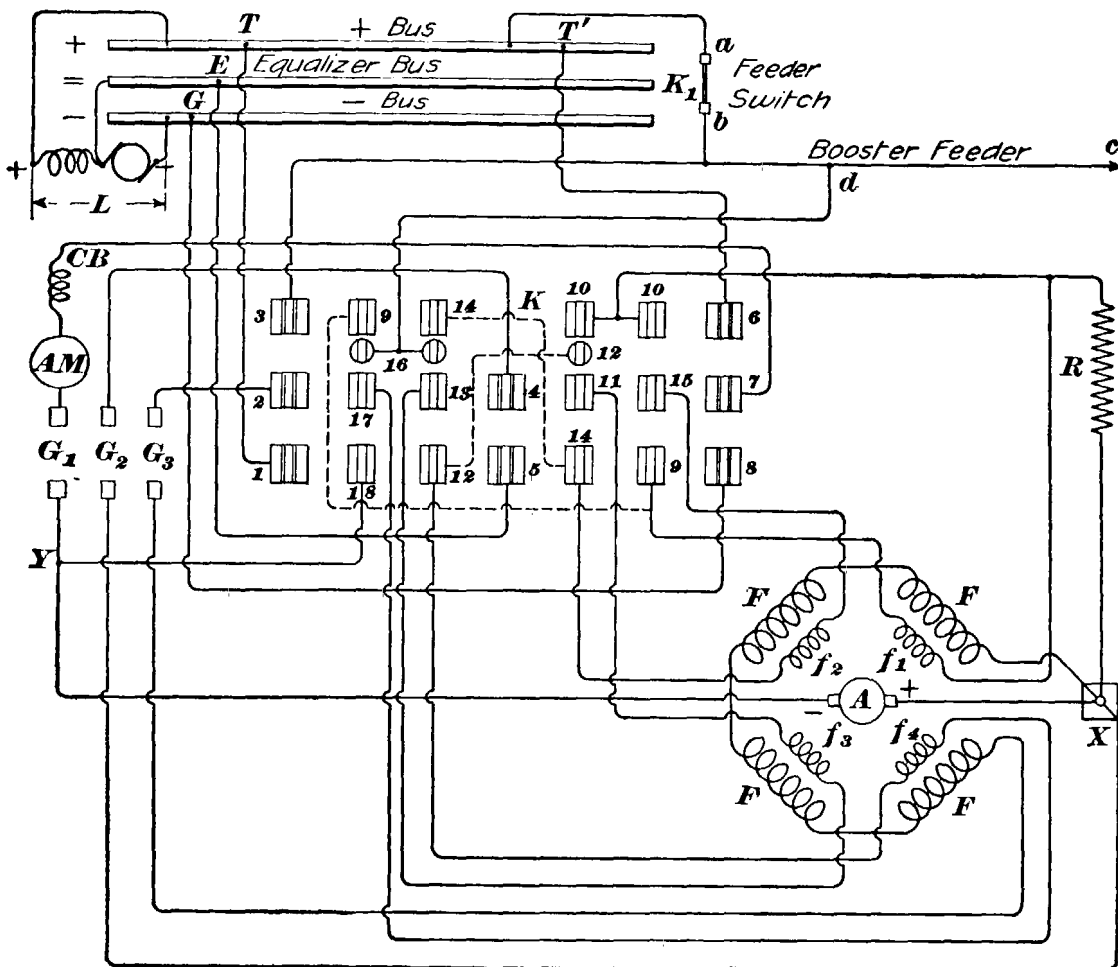 T + Bus T'
+
E Equalizer Bus
=
G - Bus
-
a
K1 Feeder Switch
b
+ -
L
Booster Feeder c
d
CB
AM
G1 G2 G3
3 9 14 K 10 10 6
16 12
2 17 13 4 11 15 7
R
1 18 12 5 14 9 8
Y
F F
f2 f1
- A +
f3 f4
X
F F